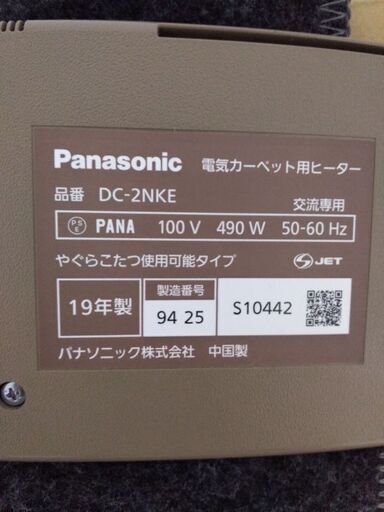 Panasonic 電気カーペット用ヒーター
品番 DC-2NKE 交流専用
PSE PANA 100 V 490 W 50-60 Hz
やぐらこたつ使用可能タイプ S JET
19年製 製造番号 94 25 S10442
パナソニック株式会社 中国製